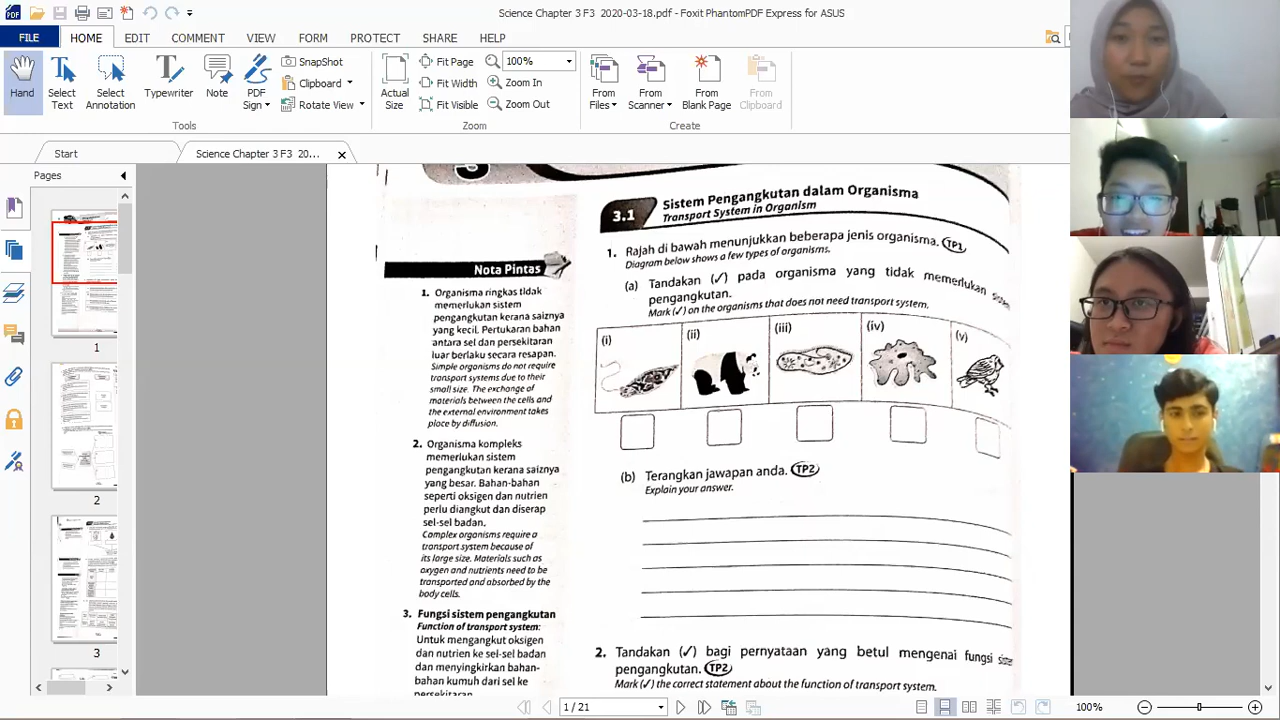 Science Chapter 3 F3 2020-03-18.pdf - Foxit PhantomPDF Express for ASUS
FILE HOME EDIT COMMENT VIEW FORM PROTECT SHARE HELP
Hand
Select Text
Select Annotation
Typewriter
Note
PDF Sign
SnapShot
Clipboard
Rotate View
Tools
Actual Size
Fit Page
Fit Width
Fit Visible
100%
Zoom In
Zoom Out
Zoom
From Files
From Scanner
From Blank Page
From Clipboard
Create
Start
Science Chapter 3 F3 20...
Pages
1
2
3
Nota Pintas
1. Organisma ringkas tidak
memerlukan sistem
pengangkutan kerana saiznya
yang kecil. Pertukaran bahan
antara sel dan persekitaran
luar berlaku secara resapan.
Simple organisms do not require
transport systems due to their
small size. The exchange of
materials between the cells and
the external environment takes
place by diffusion.
2. Organisma kompleks
memerlukan sistem
pengangkutan kerana saiznya
yang besar. Bahan-bahan
seperti oksigen dan nutrien
perlu diangkut dan diserap
sel-sel badan.
Complex organisms require a
transport system because of
its large size. Materials such as
oxygen and nutrients need to be
transported and absorbed by the
body cells.
3. Fungsi sistem pengangkutan
Function of transport system:
Untuk mengangkut oksigen
dan nutrien ke sel-sel badan
dan menyingkirkan bahan-
bahan kumuh dari sel ke
persekitaran.
3.1 Sistem Pengangkutan dalam Organisma
Transport System in Organism
1. Rajah di bawah menunjukkan beberapa jenis organisma. TP1
Diagram below shows a few types of organisms.
(a) Tandakan (✓) pada organisma yang tidak memerlukan
pengangkutan.
Mark (✓) on the organisms that does not need transport system.
(i) (ii) (iii) (iv) (v)
(b) Terangkan jawapan anda. TP2
Explain your answer.
2. Tandakan (✓) bagi pernyataan yang betul mengenai fungsi
pengangkutan. TP2
Mark (✓) the correct statement about the function of transport system.
1 / 21
100%